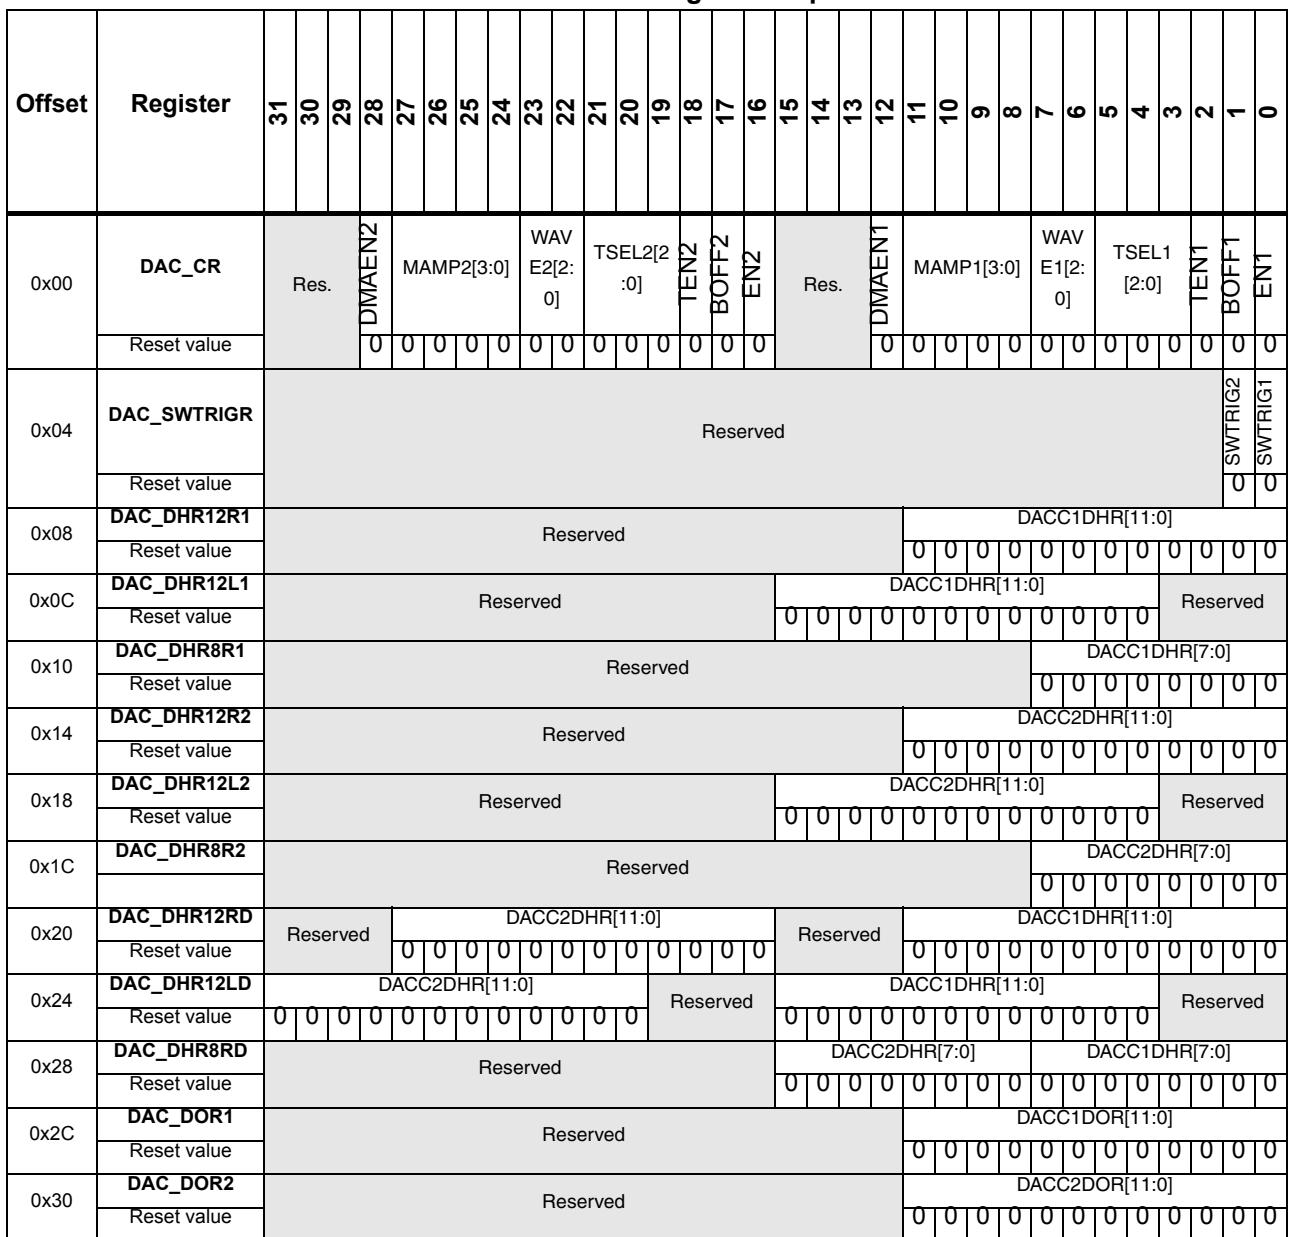 Offset Register 31 30 29 28 27 26 25 24 23 22 21 20 19 18 17 16 15 14 13 12 11 10 9 8 7 6 5 4 3 2 1 0
0x00 DAC_CR Res. DMAEN2 MAMP2[3:0] WAV E2[2: 0] TSEL2[2 :0] TEN2 BOFF2 EN2 Res. DMAEN1 MAMP1[3:0] WAV E1[2: 0] TSEL1 [2:0] TEN1 BOFF1 EN1
Reset value 0 0 0 0 0 0 0 0 0 0 0 0 0 0 0 0 0 0 0 0 0 0 0 0 0 0
0x04 DAC_SWTRIGR Reserved SWTRIG2 SWTRIG1
Reset value 0 0
0x08 DAC_DHR12R1 Reserved DACC1DHR[11:0]
Reset value 0 0 0 0 0 0 0 0 0 0 0 0
0x0C DAC_DHR12L1 Reserved DACC1DHR[11:0] Reserved
Reset value 0 0 0 0 0 0 0 0 0 0 0 0
0x10 DAC_DHR8R1 Reserved DACC1DHR[7:0]
Reset value 0 0 0 0 0 0 0 0
0x14 DAC_DHR12R2 Reserved DACC2DHR[11:0]
Reset value 0 0 0 0 0 0 0 0 0 0 0 0
0x18 DAC_DHR12L2 Reserved DACC2DHR[11:0] Reserved
Reset value 0 0 0 0 0 0 0 0 0 0 0 0
0x1C DAC_DHR8R2 Reserved DACC2DHR[7:0]
0 0 0 0 0 0 0 0
0x20 DAC_DHR12RD Reserved DACC2DHR[11:0] Reserved DACC1DHR[11:0]
Reset value 0 0 0 0 0 0 0 0 0 0 0 0 0 0 0 0 0 0 0 0 0 0 0 0
0x24 DAC_DHR12LD DACC2DHR[11:0] Reserved DACC1DHR[11:0] Reserved
Reset value 0 0 0 0 0 0 0 0 0 0 0 0 0 0 0 0 0 0 0 0 0 0 0 0
0x28 DAC_DHR8RD Reserved DACC2DHR[7:0] DACC1DHR[7:0]
Reset value 0 0 0 0 0 0 0 0 0 0 0 0 0 0 0 0
0x2C DAC_DOR1 Reserved DACC1DOR[11:0]
Reset value 0 0 0 0 0 0 0 0 0 0 0 0
0x30 DAC_DOR2 Reserved DACC2DOR[11:0]
Reset value 0 0 0 0 0 0 0 0 0 0 0 0